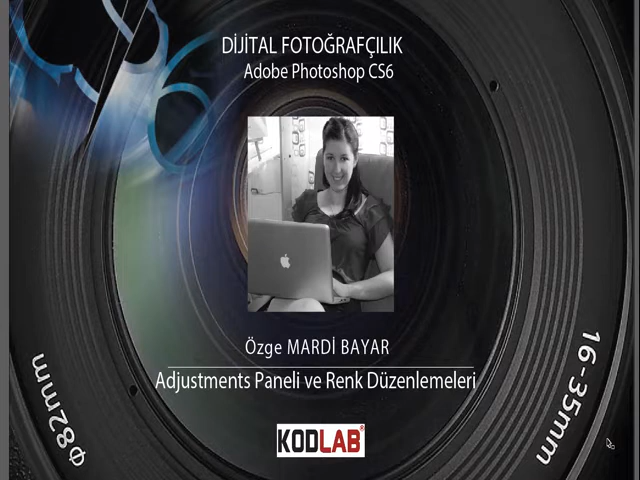 DİJİTAL FOTOĞRAFÇILIK
Adobe Photoshop CS6
Özge MARDİ BAYAR
Adjustments Paneli ve Renk Düzenlemeleri
ϕ82mm
16-35mm
KODLAB®